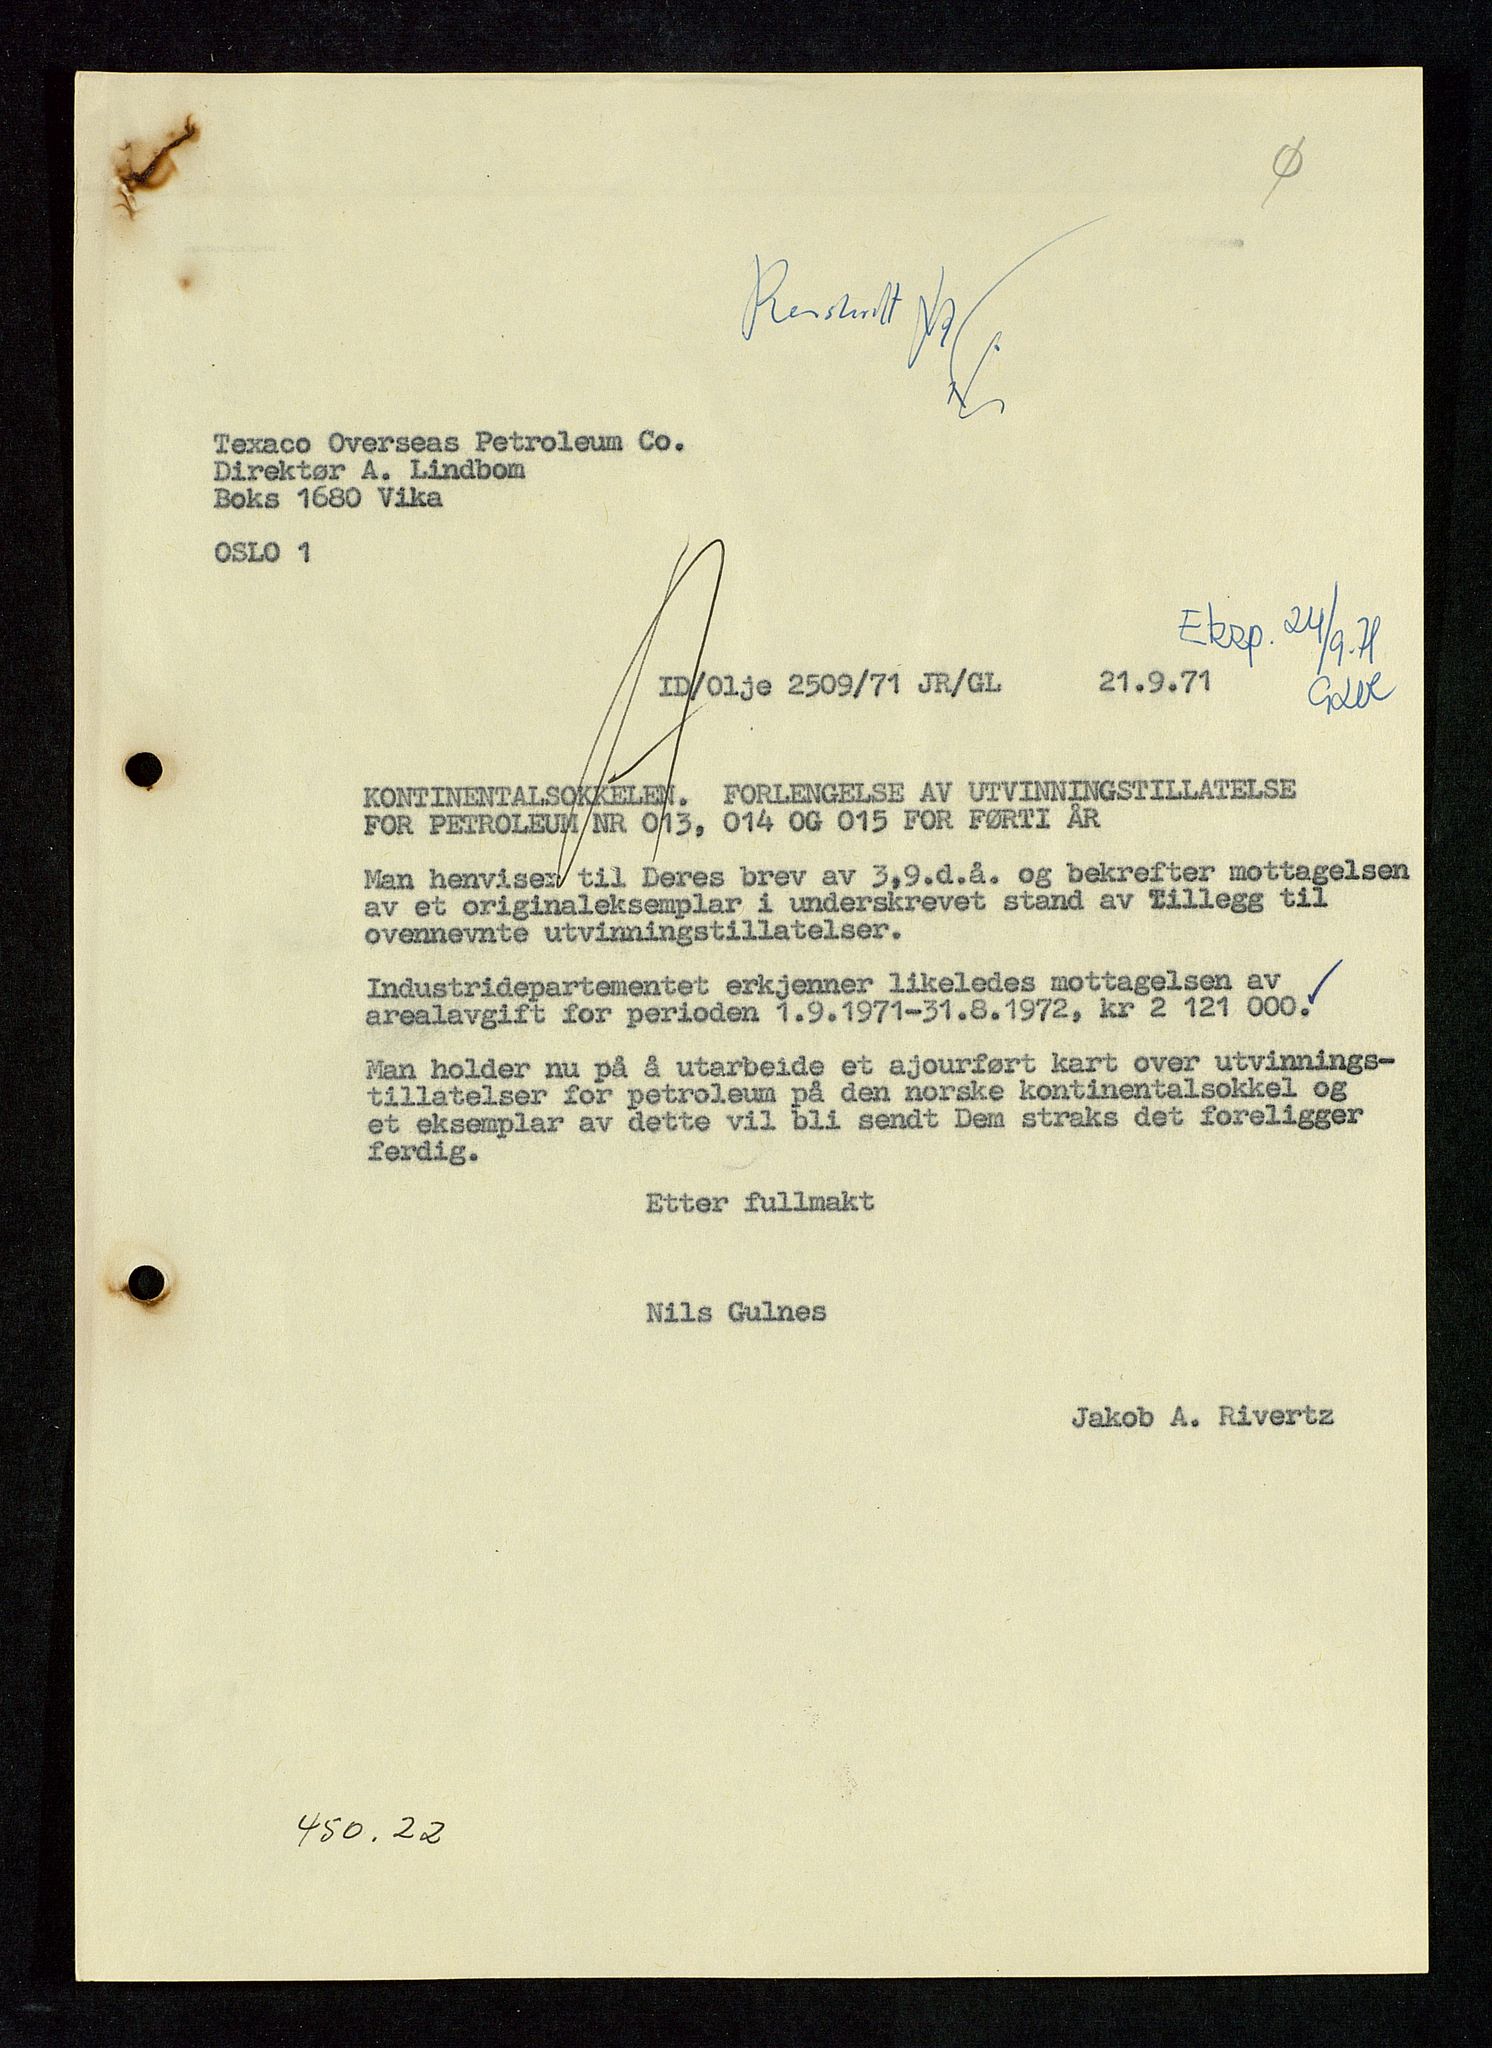 Ø
Renskrift
Texaco Overseas Petroleum Co.
Direktør A. Lindbom
Boks 1680 Vika
OSLO 1
Eksp. 24/9.71
ID/Olje 2509/71 JR/GL 21.9.71
KONTINENTALSOKKELEN. FORLENGELSE AV UTVINNINGSTILLATELSE
FOR PETROLEUM NR 013, 014 OG 015 FOR FØRTI ÅR
Man henviser til Deres brev av 3,9.d.å. og bekrefter mottagelsen
av et originaleksemplar i underskrevet stand av Tillegg til
ovennevnte utvinningstillatelser.
Industridepartementet erkjenner likeledes mottagelsen av
arealavgift for perioden 1.9.1971-31.8.1972, kr 2 121 000.
Man holder nu på å utarbeide et ajourført kart over utvinnings-
tillatelser for petroleum på den norske kontinentalsokkel og
et eksemplar av dette vil bli sendt Dem straks det foreligger
ferdig.
Etter fullmakt
Nils Gulnes
Jakob A. Rivertz
450.22